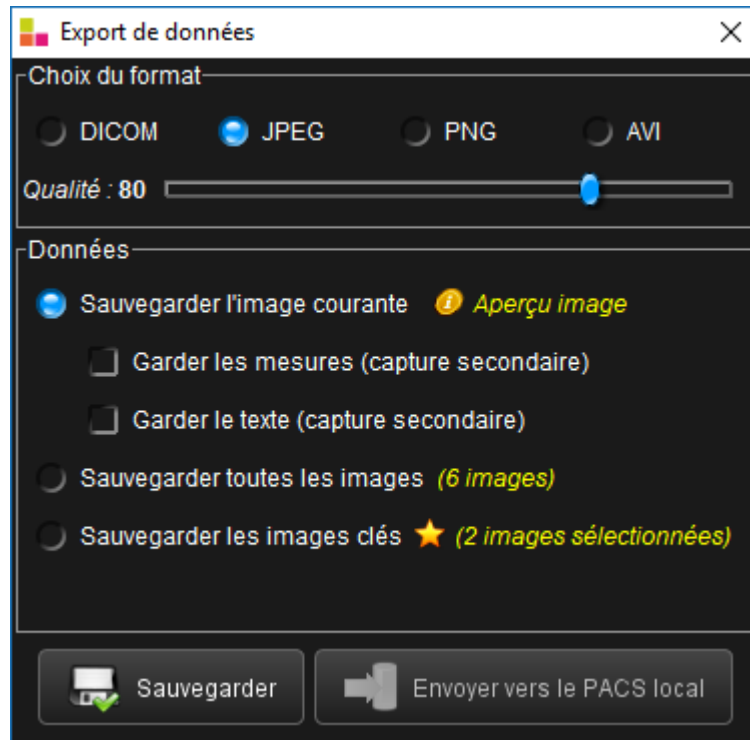 Export de données
Choix du format
DICOM JPEG PNG AVI
Qualité : 80
Données
Sauvegarder l'image courante Aperçu image
Garder les mesures (capture secondaire)
Garder le texte (capture secondaire)
Sauvegarder toutes les images (6 images)
Sauvegarder les images clés (2 images sélectionnées)
Sauvegarder Envoyer vers le PACS local